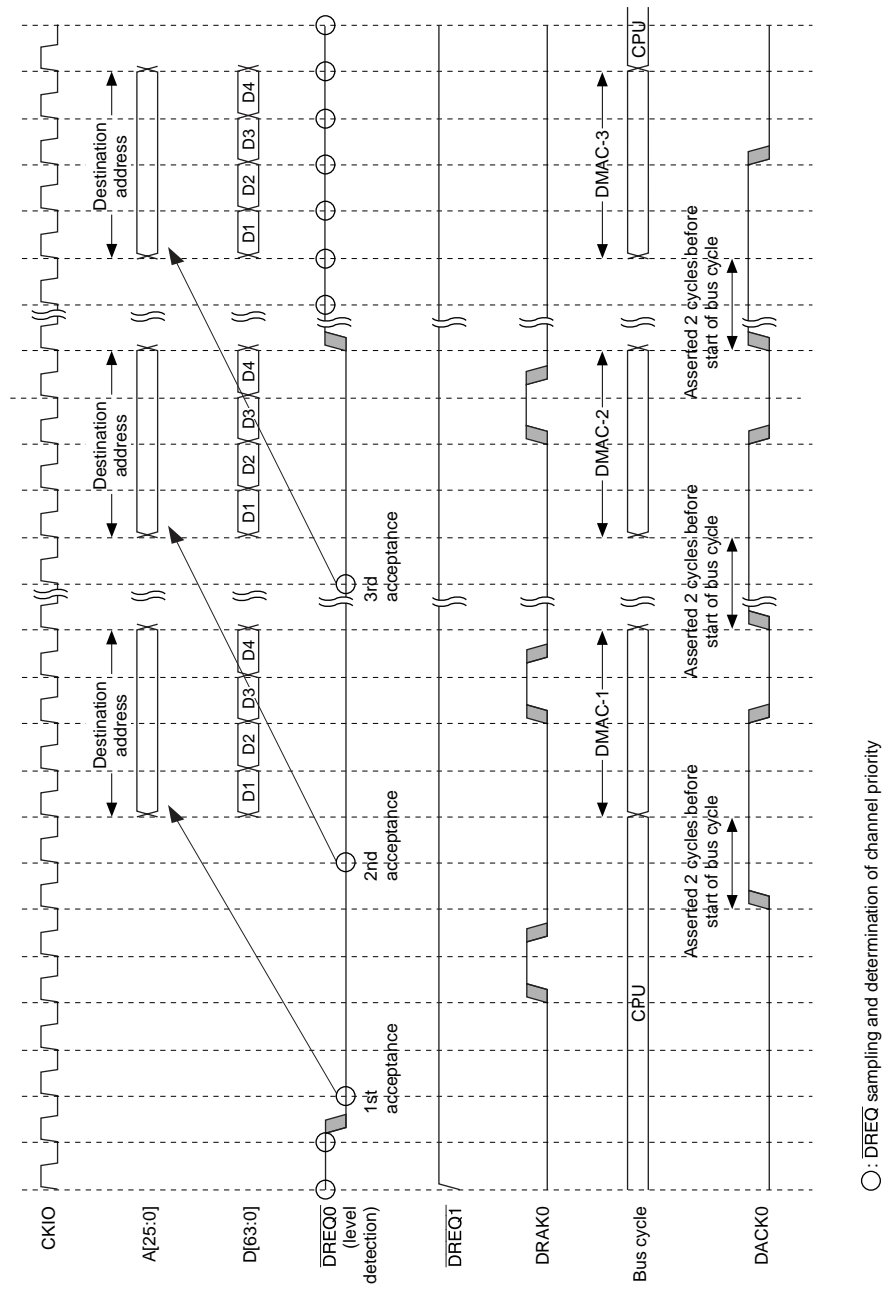 CKIO
Destination
address
Destination
address
Destination
address
A[25:0]
D1 D2 D3 D4 D1 D2 D3 D4 D1 D2 D3 D4
D[63:0]
DREQ0
(level
detection)
1st
acceptance
2nd
acceptance
3rd
acceptance
DREQ1
DRAK0
DMAC-1 DMAC-2 DMAC-3
Bus cycle CPU CPU
Asserted 2 cycles before
start of bus cycle
Asserted 2 cycles before
start of bus cycle
Asserted 2 cycles before
start of bus cycle
DACK0
: DREQ sampling and determination of channel priority